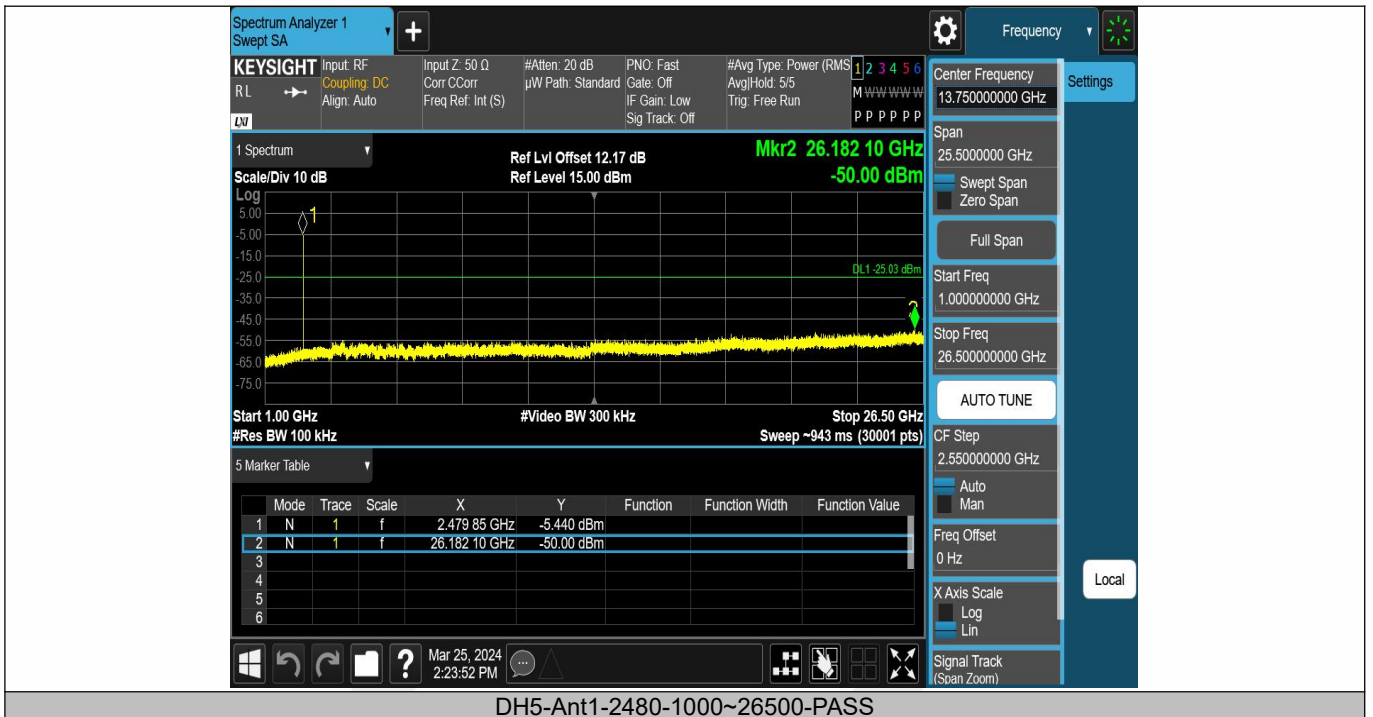 Spectrum Analyzer 1
Swept SA
+
Frequency
KEYSIGHT
RL
LXI
Input: RF
Coupling: DC
Align: Auto
Input Z: 50 Ω
Corr CCorr
Freq Ref: Int (S)
#Atten: 20 dB
µW Path: Standard
PNO: Fast
Gate: Off
IF Gain: Low
Sig Track: Off
#Avg Type: Power (RMS
Avg|Hold: 5/5
Trig: Free Run
1 2 3 4 5 6
M W W W W W
P P P P P P
Center Frequency
13.750000000 GHz
Settings
1 Spectrum
Scale/Div 10 dB
Ref Lvl Offset 12.17 dB
Ref Level 15.00 dBm
Mkr2 26.182 10 GHz
-50.00 dBm
Span
25.5000000 GHz
Swept Span
Zero Span
Full Span
Start Freq
1.000000000 GHz
Stop Freq
26.500000000 GHz
AUTO TUNE
CF Step
2.550000000 GHz
Auto
Man
Freq Offset
0 Hz
X Axis Scale
Log
Lin
Signal Track
(Span Zoom)
Local
Log
5.00
-5.00
-15.0
-25.0
-35.0
-45.0
-55.0
-65.0
-75.0
1
DL1 -25.03 dBm
2
Start 1.00 GHz
#Video BW 300 kHz
Stop 26.50 GHz
#Res BW 100 kHz
Sweep ~943 ms (30001 pts)
5 Marker Table
Mode Trace Scale X Y Function Function Width Function Value
1 N 1 f 2.479 85 GHz -5.440 dBm
2 N 1 f 26.182 10 GHz -50.00 dBm
3
4
5
6
?
Mar 25, 2024
2:23:52 PM
DH5-Ant1-2480-1000~26500-PASS